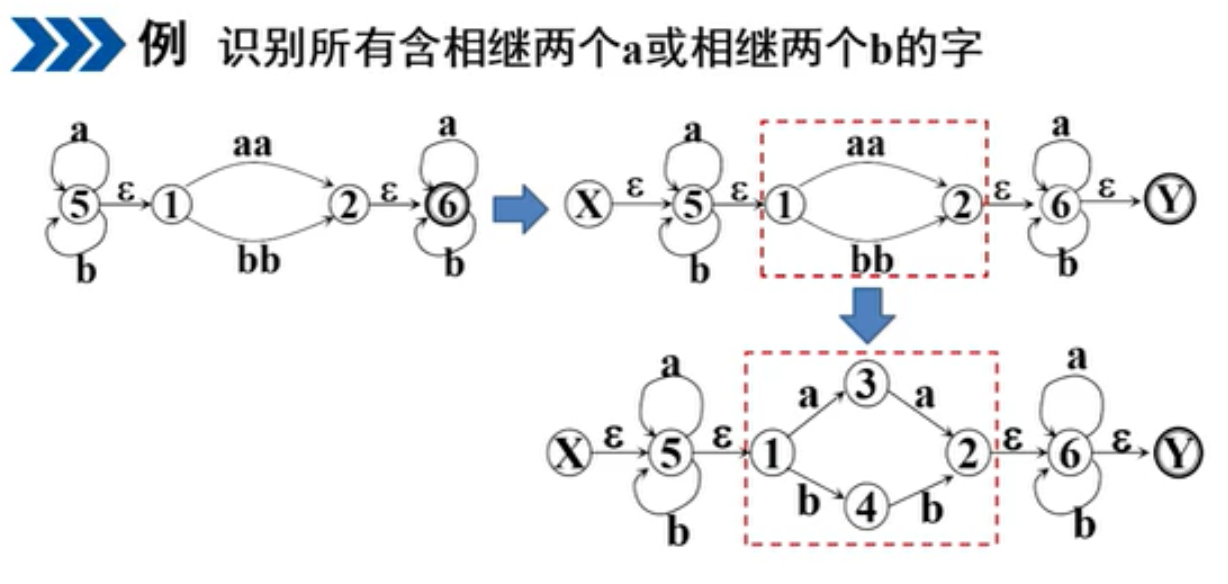 例 识别所有含相继两个a或相继两个b的字
a aa a a aa a
5 ε 1 2 ε 6 X ε 5 ε 1 2 ε 6 ε Y
b bb b b bb b
a 3 a
a a
X ε 5 ε 1 2 ε 6 ε Y
b 4 b
b b